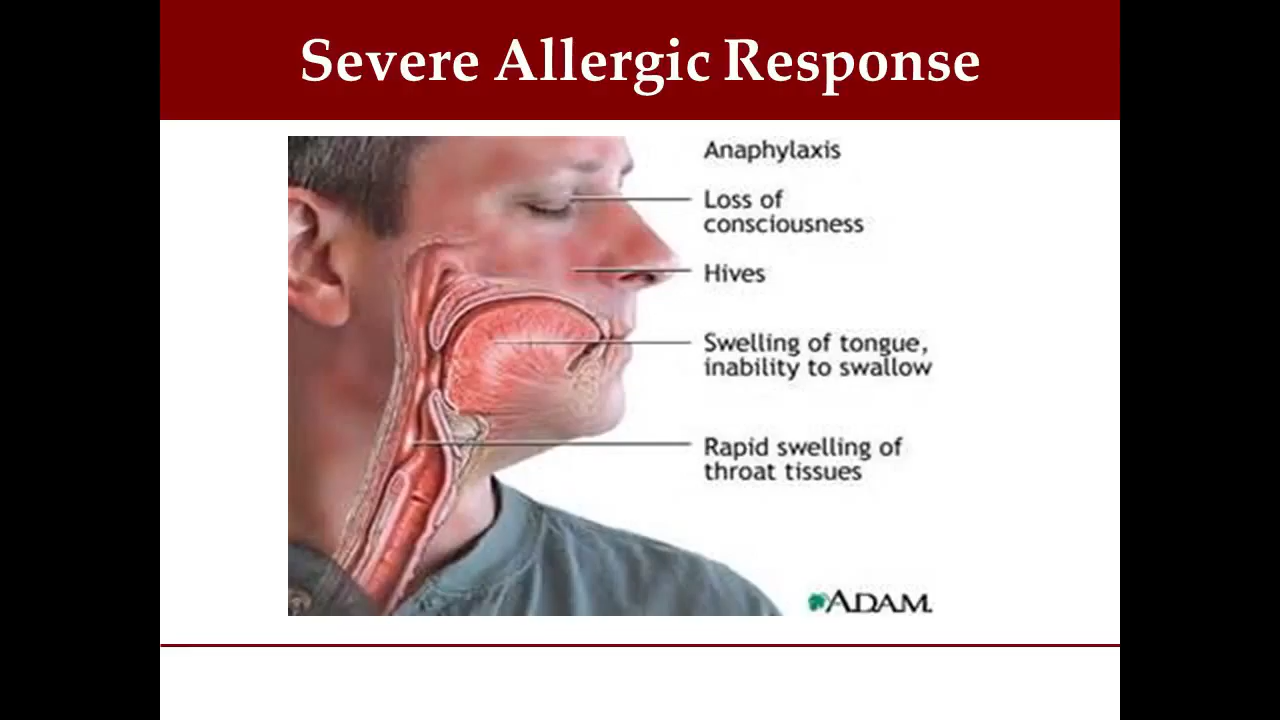 Severe Allergic Response
Anaphylaxis
Loss of
consciousness
Hives
Swelling of tongue,
inability to swallow
Rapid swelling of
throat tissues
ADAM.